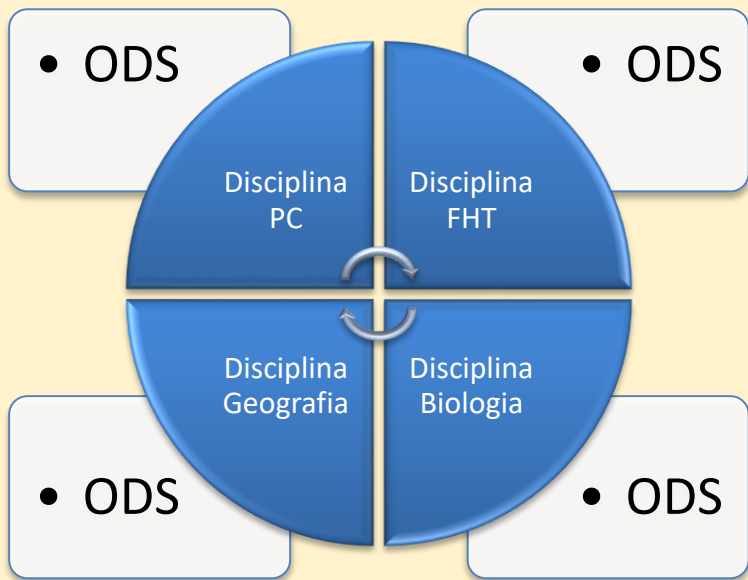 • ODS
• ODS
Disciplina
PC
Disciplina
FHT
Disciplina
Geografia
Disciplina
Biologia
• ODS
• ODS